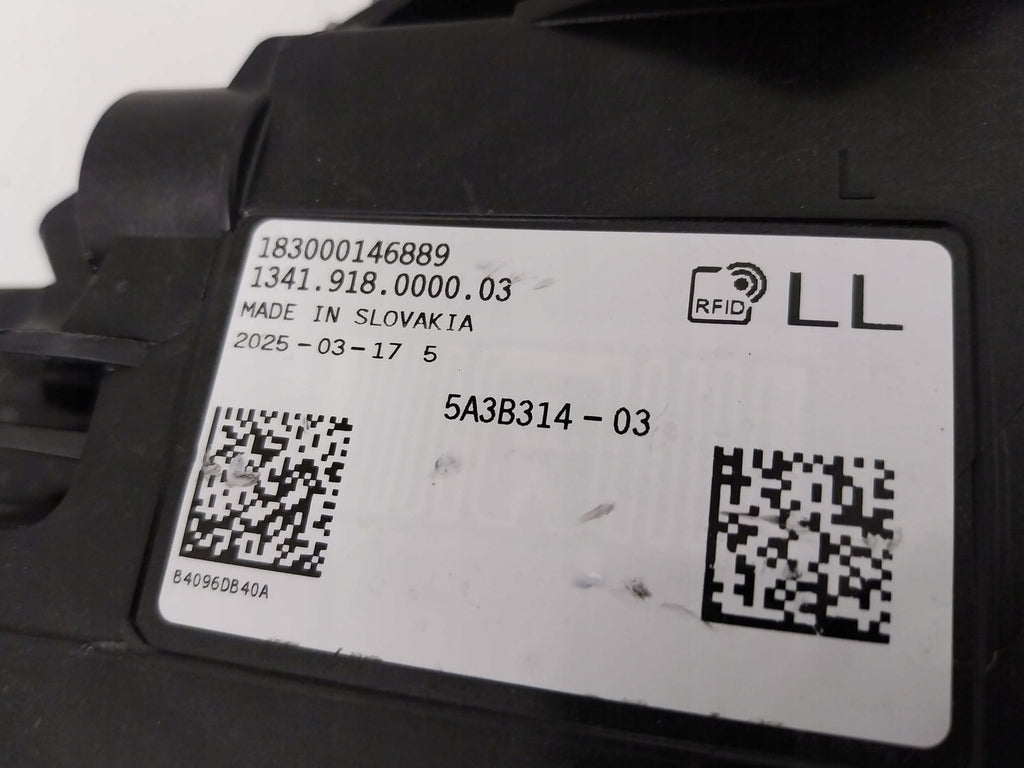 L
183000146889
1341.918.0000.03
MADE IN SLOVAKIA
2025-03-17 5
RFID
LL
5A3B314-03
B4096DB40A